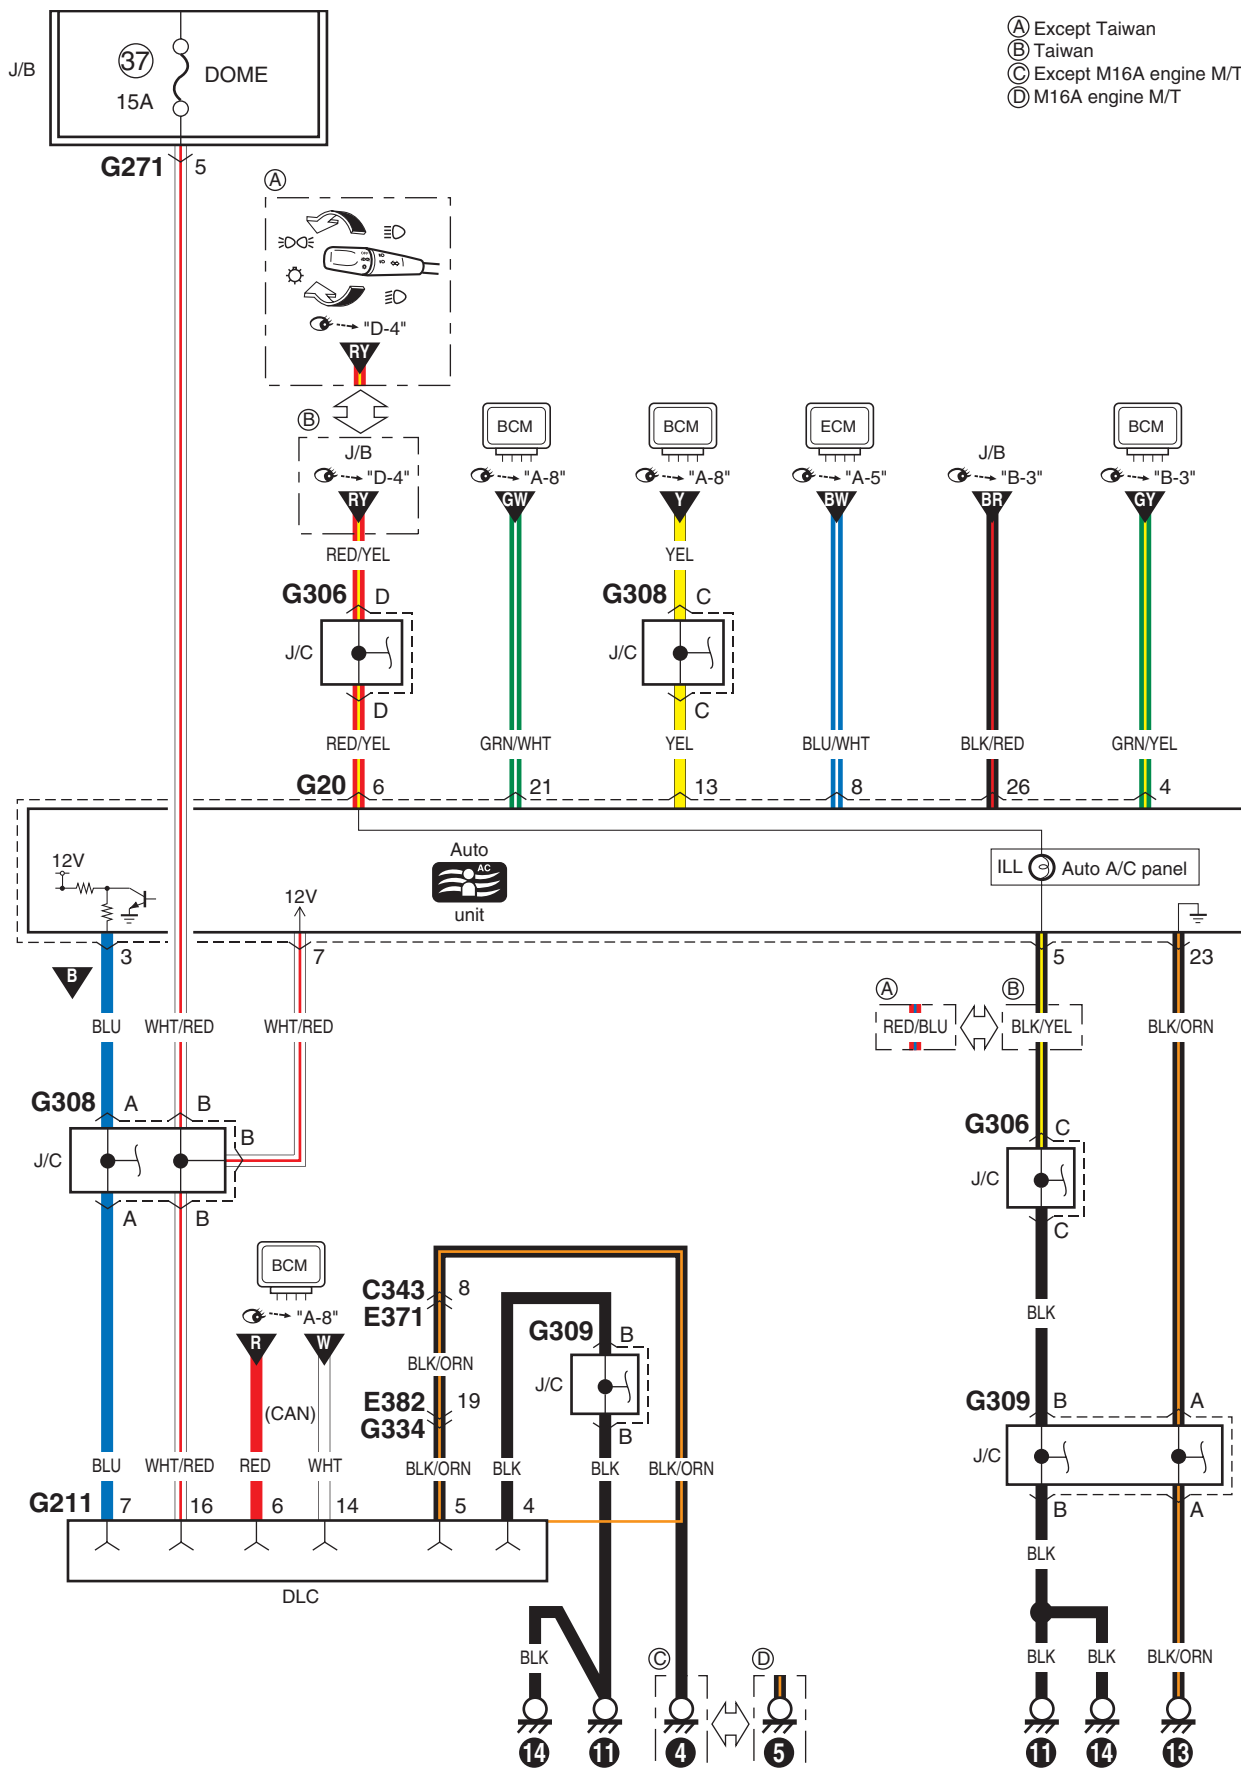 Ⓐ Except Taiwan
Ⓑ Taiwan
Ⓒ Except M16A engine M/T
Ⓓ M16A engine M/T
J/B
37
15A
DOME
G271 5
Ⓐ
"D-4"
RY
Ⓑ
J/B
"D-4"
RY
BCM
"A-8"
GW
BCM
"A-8"
Y
ECM
"A-5"
BW
J/B
"B-3"
BR
BCM
"B-3"
GY
RED/YEL YEL
G306 D G308 C
J/C J/C
D C
RED/YEL GRN/WHT YEL BLU/WHT BLK/RED GRN/YEL
G20 6 21 13 8 26 4
12V
12V
Auto
AC
unit
ILL Auto A/C panel
3 7 5 23
B
BLU WHT/RED WHT/RED
Ⓐ Ⓑ
RED/BLU BLK/YEL BLK/ORN
G308 A B
B
J/C
A B
G306 C
J/C
C
BCM
"A-8"
R W
(CAN)
C343 8
E371
BLK/ORN
E382 19
G334
G309 B
J/C
B
BLK
G309 B A
J/C
B A
BLU WHT/RED RED WHT BLK/ORN BLK BLK BLK/ORN
G211 7 16 6 14 5 4
DLC
BLK
BLK
BLK BLK BLK/ORN
Ⓒ Ⓓ
14 11 4 5 11 14 13